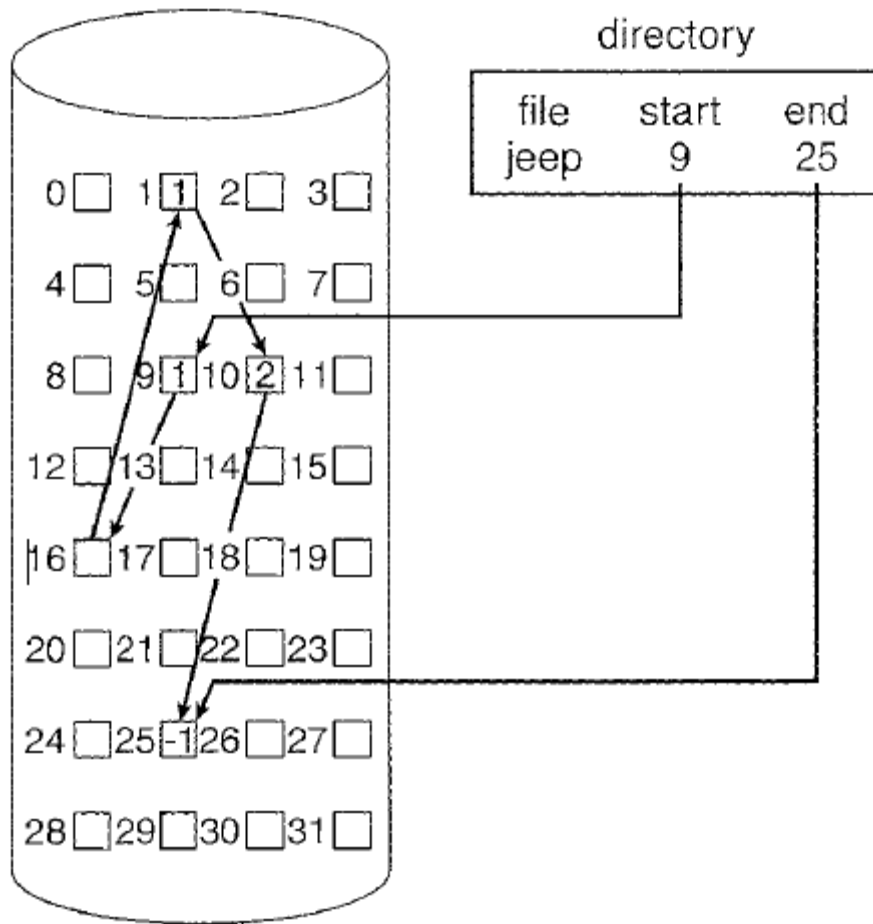 directory
file start end
jeep 9 25
0 1 1 2 3
4 5 6 7
8 9 1 10 2 11
12 13 14 15
16 17 18 19
20 21 22 23
24 25 -1 26 27
28 29 30 31